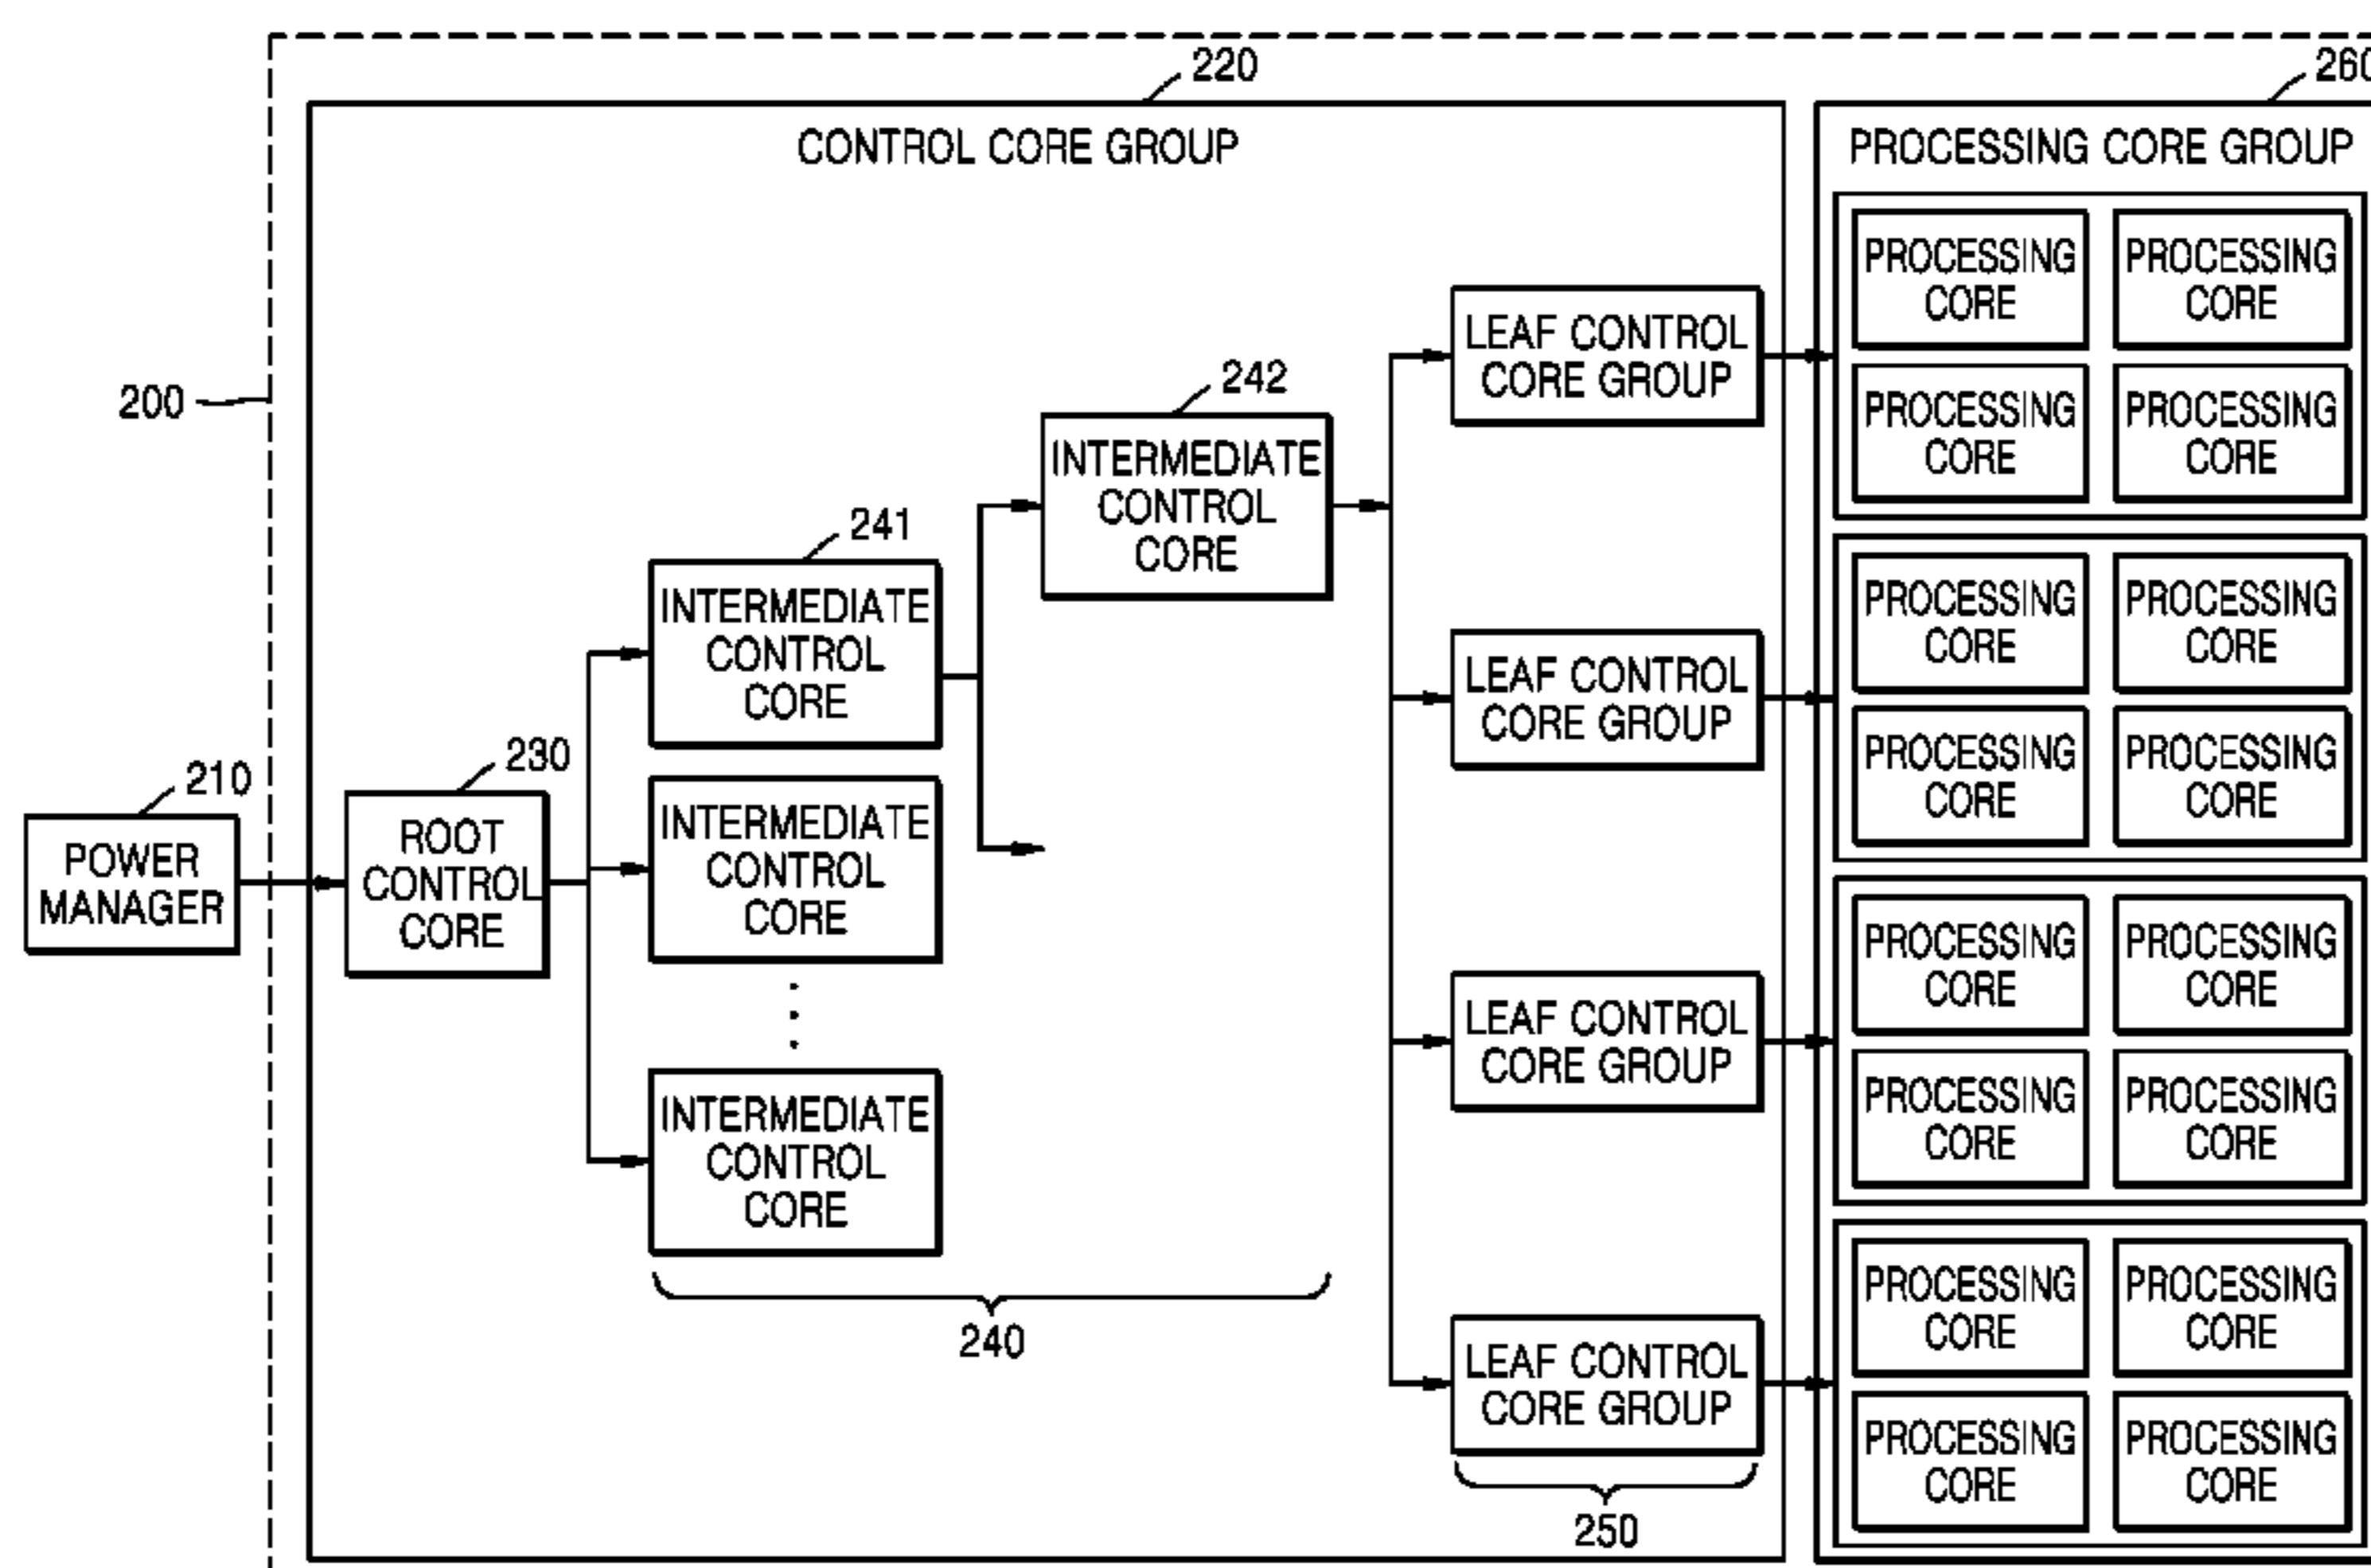 220
260
CONTROL CORE GROUP
PROCESSING CORE GROUP
200
210
POWER
MANAGER
230
ROOT
CONTROL
CORE
241
INTERMEDIATE
CONTROL
CORE
INTERMEDIATE
CONTROL
CORE
INTERMEDIATE
CONTROL
CORE
240
242
INTERMEDIATE
CONTROL
CORE
LEAF CONTROL
CORE GROUP
LEAF CONTROL
CORE GROUP
LEAF CONTROL
CORE GROUP
LEAF CONTROL
CORE GROUP
250
PROCESSING
CORE
PROCESSING
CORE
PROCESSING
CORE
PROCESSING
CORE
PROCESSING
CORE
PROCESSING
CORE
PROCESSING
CORE
PROCESSING
CORE
PROCESSING
CORE
PROCESSING
CORE
PROCESSING
CORE
PROCESSING
CORE
PROCESSING
CORE
PROCESSING
CORE
PROCESSING
CORE
PROCESSING
CORE